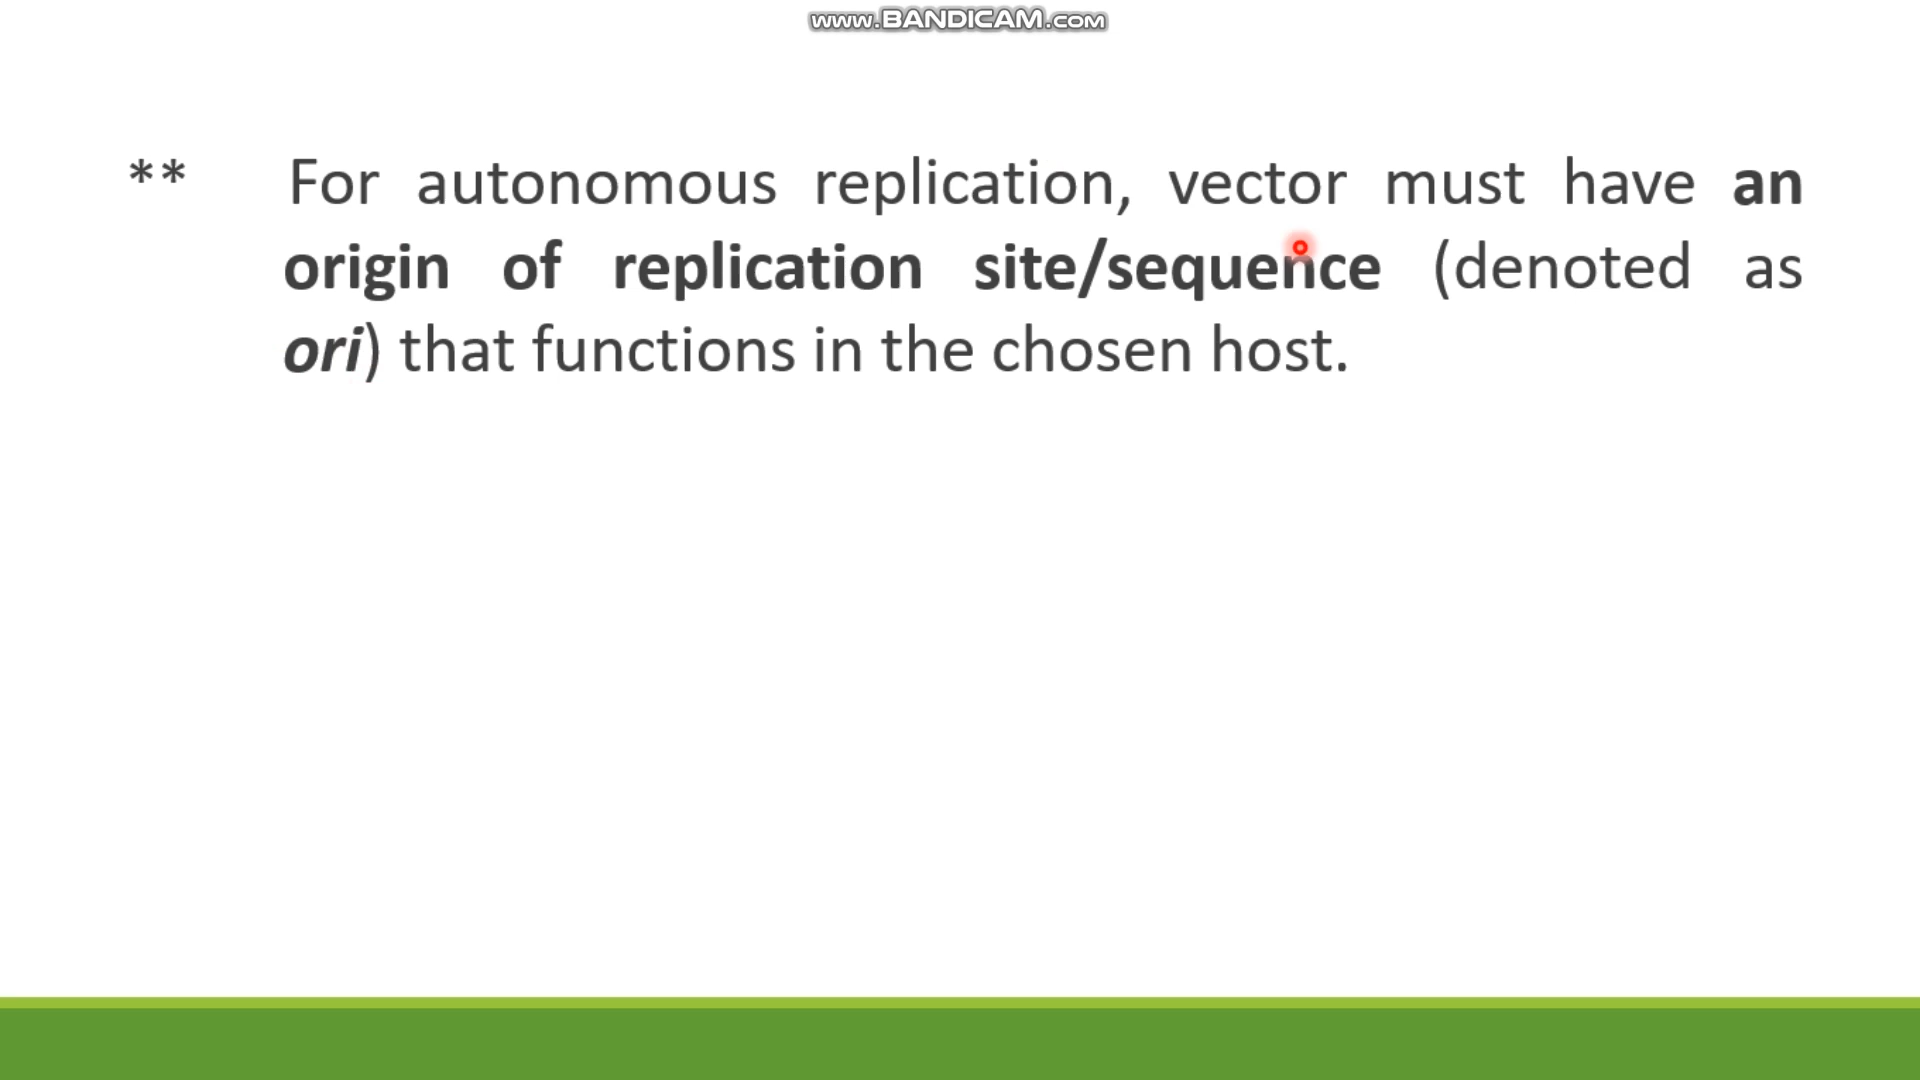 www.BANDICAM.com
** For autonomous replication, vector must have an
origin of replication site/sequence (denoted as
ori) that functions in the chosen host.